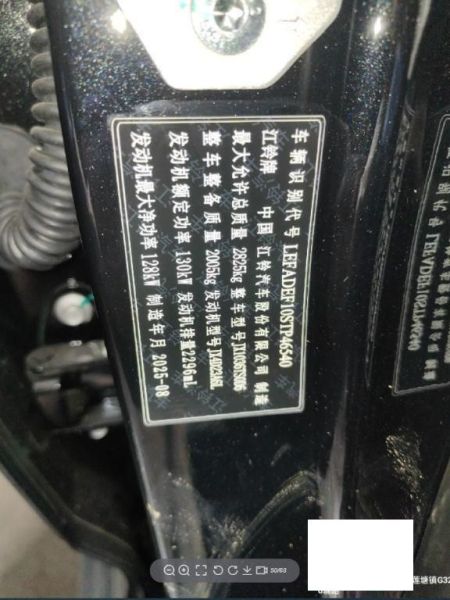 车辆识别代号 LEFADEF10STP46540
江铃牌 中国 江铃汽车股份有限公司 制造
最大允许总质量 2825kg 整车型号
整车整备质量 2005kg 发动机型号
发动机额定功率 130kW 发动机排量 2296mL
发动机最大净功率 128kW 制造年月 2025-08
50/63